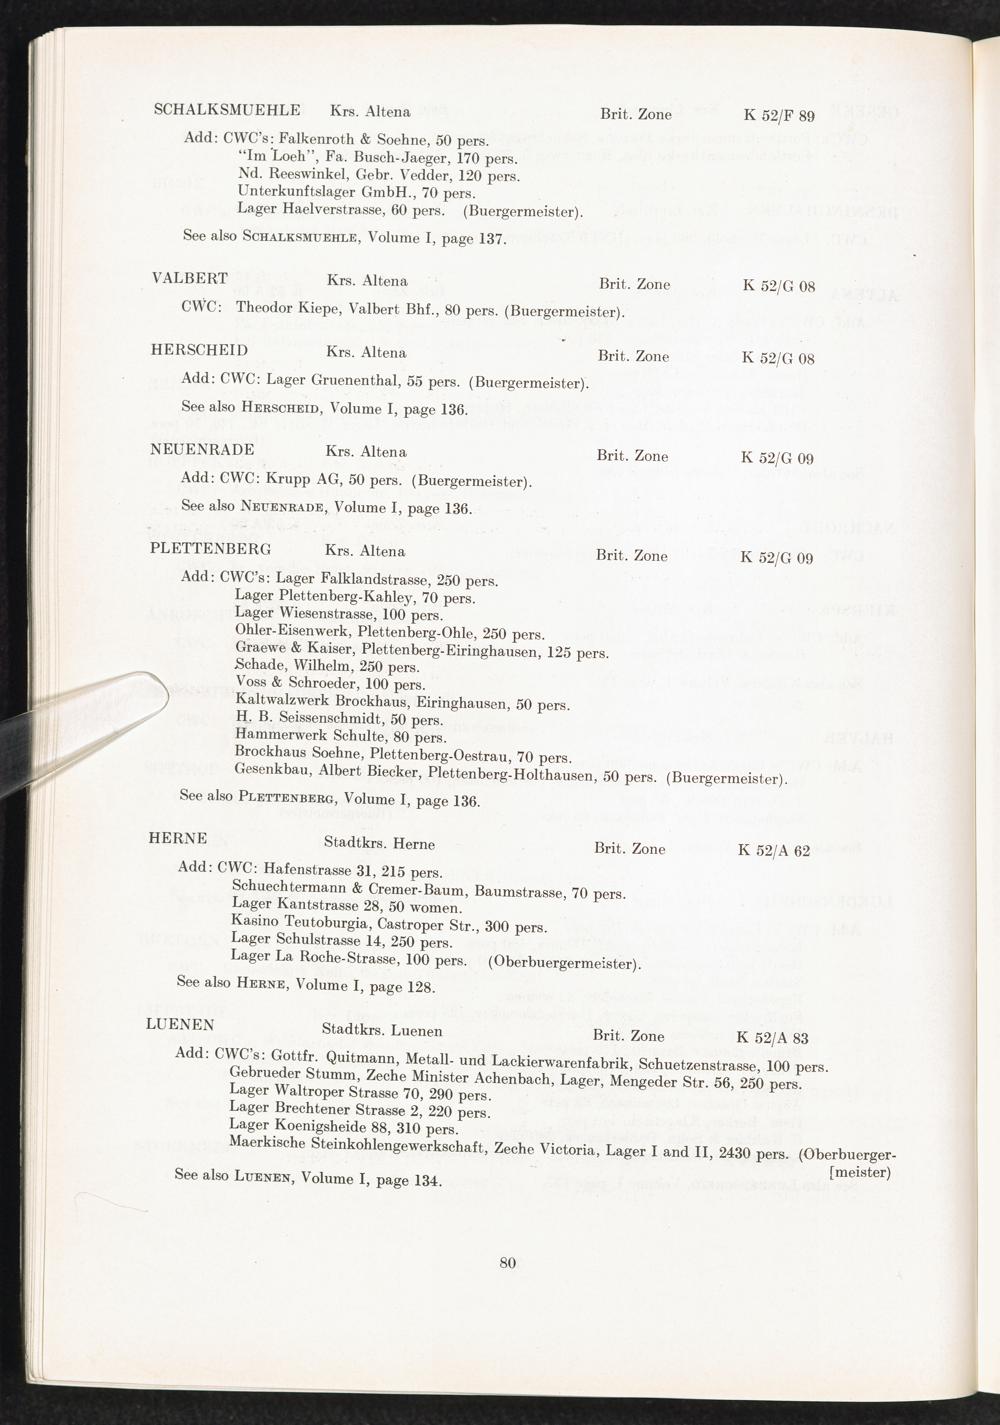 SCHALKSMUEHLE Krs. Altena Brit. Zone K 52/F 89
Add: CWC's: Falkenroth & Soehne, 50 pers.
"Im Loeh", Fa. Busch-Jaeger, 170 pers.
Nd. Reeswinkel, Gebr. Vedder, 120 pers.
Unterkunftslager GmbH., 70 pers.
Lager Haelverstrasse, 60 pers. (Buergermeister).
See also SCHALKSMUEHLE, Volume I, page 137.
VALBERT Krs. Altena Brit. Zone K 52/G 08
CWC: Theodor Kiepe, Valbert Bhf., 80 pers. (Buergermeister).
HERSCHEID Krs. Altena Brit. Zone K 52/G 08
Add: CWC: Lager Gruenenthal, 55 pers. (Buergermeister).
See also HERSCHEID, Volume I, page 136.
NEUENRADE Krs. Altena Brit. Zone K 52/G 09
Add: CWC: Krupp AG, 50 pers. (Buergermeister).
See also NEUENRADE, Volume I, page 136.
PLETTENBERG Krs. Altena Brit. Zone K 52/G 09
Add: CWC's: Lager Falklandstrasse, 250 pers.
Lager Plettenberg-Kahley, 70 pers.
Lager Wiesenstrasse, 100 pers.
Ohler-Eisenwerk, Plettenberg-Ohle, 250 pers.
Graewe & Kaiser, Plettenberg-Eiringhausen, 125 pers.
Schade, Wilhelm, 250 pers.
Voss & Schroeder, 100 pers.
Kaltwalzwerk Brockhaus, Eiringhausen, 50 pers.
H. B. Seissenschmidt, 50 pers.
Hammerwerk Schulte, 80 pers.
Brockhaus Soehne, Plettenberg-Oestrau, 70 pers.
Gesenkbau, Albert Biecker, Plettenberg-Holthausen, 50 pers. (Buergermeister).
See also PLETTENBERG, Volume I, page 136.
HERNE Stadtkrs. Herne Brit. Zone K 52/A 62
Add: CWC: Hafenstrasse 31, 215 pers.
Schuechtermann & Cremer-Baum, Baumstrasse, 70 pers.
Lager Kantstrasse 28, 50 women.
Kasino Teutoburgia, Castroper Str., 300 pers.
Lager Schulstrasse 14, 250 pers.
Lager La Roche-Strasse, 100 pers. (Oberbuergermeister).
See also HERNE, Volume I, page 128.
LUENEN Stadtkrs. Luenen Brit. Zone K 52/A 83
Add: CWC's: Gottfr. Quitmann, Metall- und Lackierwarenfabrik, Schuetzenstrasse, 100 pers.
Gebrueder Stumm, Zeche Minister Achenbach, Lager, Mengeder Str. 56, 250 pers.
Lager Waltroper Strasse 70, 290 pers.
Lager Brechtener Strasse 2, 220 pers.
Lager Koenigsheide 88, 310 pers.
Maerkische Steinkohlengewerkschaft, Zeche Victoria, Lager I and II, 2430 pers. (Oberbuerger-
[meister)
See also LUENEN, Volume I, page 134.
80